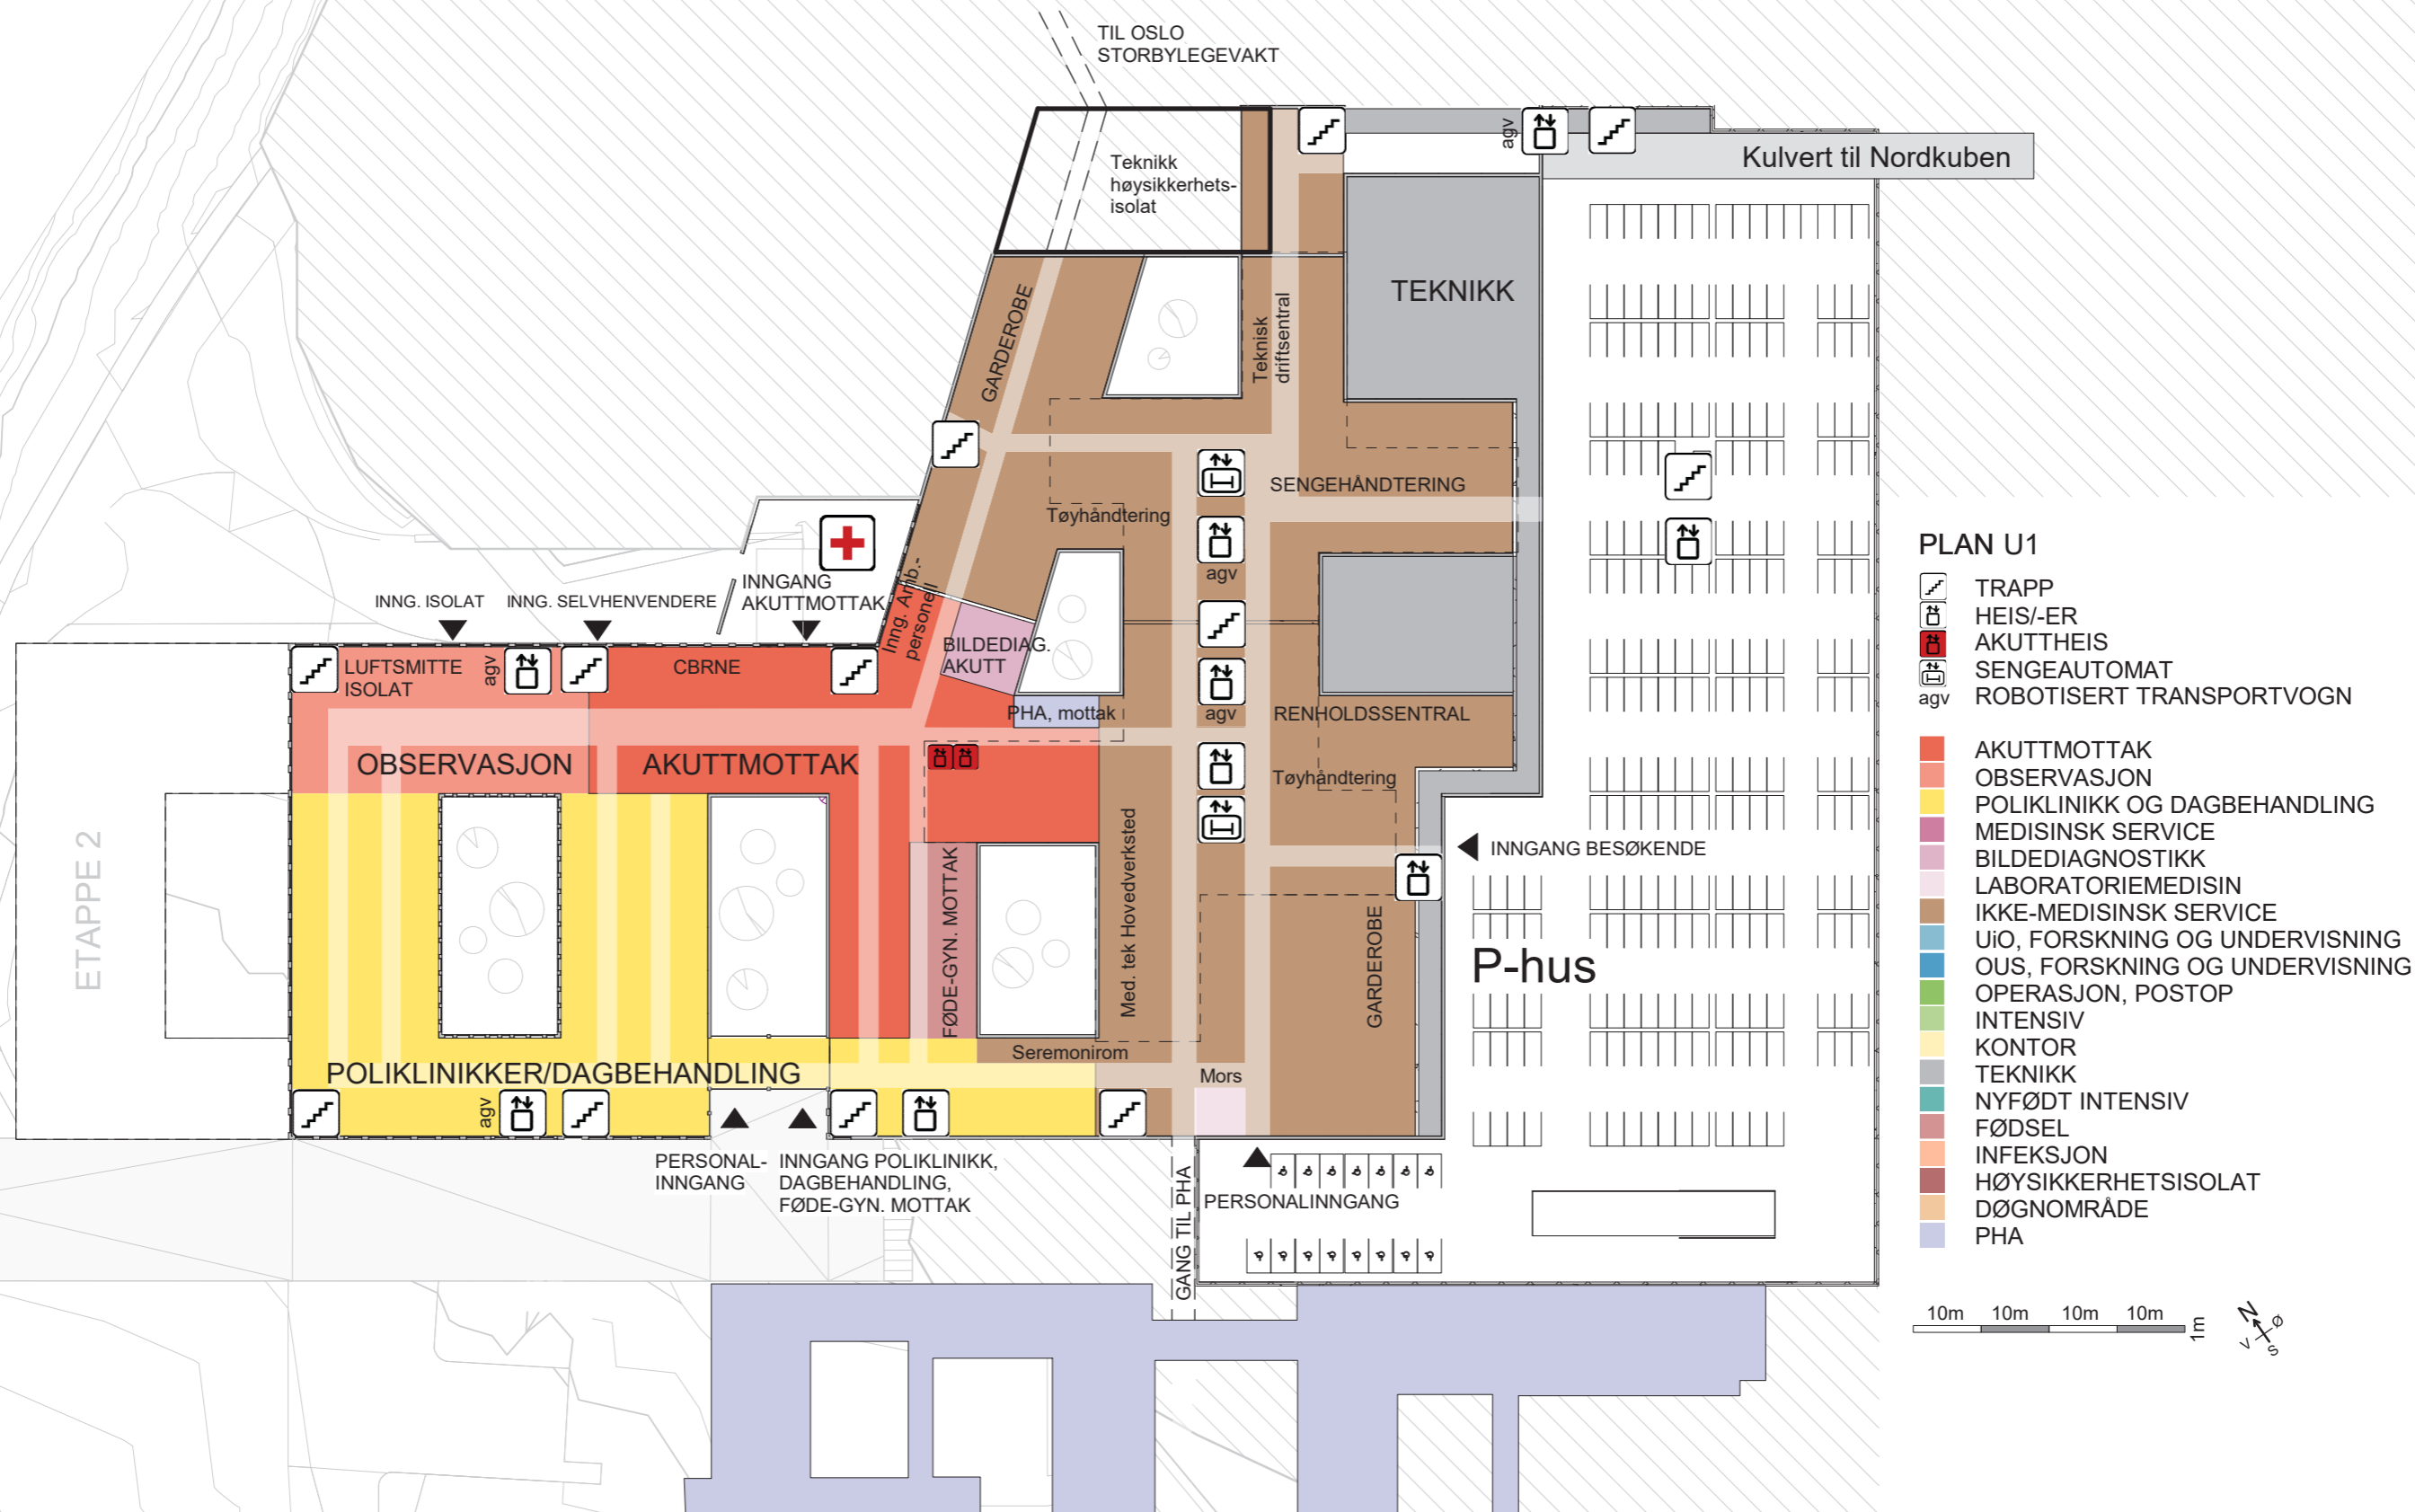 TIL OSLO
STORBYLEGEVAKT
agv
Kulvert til Nordkuben
Teknikk
høysikkerhets-
isolat
TEKNIKK
GARDEROBE
Teknisk
driftsentral
SENGEHÅNDTERING
Tøyhåndtering
agv
INNGANG
AKUTTMOTTAK
INNG. ISOLAT
INNG. SELVHENVENDERE
Inng. Amb.-
personell
BILDEDIAG.
AKUTT
LUFTSMITTE
ISOLAT
agv
CBRNE
PHA, mottak
agv
RENHOLDSSENTRAL
OBSERVASJON
AKUTTMOTTAK
Tøyhåndtering
INNGANG BESØKENDE
ETAPPE 2
FØDE-GYN. MOTTAK
Med. tek Hovedverksted
GARDEROBE
P-hus
Seremonirom
POLIKLINIKKER/DAGBEHANDLING
Mors
agv
PERSONAL-
INNGANG
INNGANG POLIKLINIKK,
DAGBEHANDLING,
FØDE-GYN. MOTTAK
GANG TIL PHA
PERSONALINNGANG
PLAN U1
TRAPP
HEIS/-ER
AKUTTHEIS
SENGEAUTOMAT
agv ROBOTISERT TRANSPORTVOGN
AKUTTMOTTAK
OBSERVASJON
POLIKLINIKK OG DAGBEHANDLING
MEDISINSK SERVICE
BILDEDIAGNOSTIKK
LABORATORIEMEDISIN
IKKE-MEDISINSK SERVICE
UiO, FORSKNING OG UNDERVISNING
OUS, FORSKNING OG UNDERVISNING
OPERASJON, POSTOP
INTENSIV
KONTOR
TEKNIKK
NYFØDT INTENSIV
FØDSEL
INFEKSJON
HØYSIKKERHETSISOLAT
DØGNOMRÅDE
PHA
10m 10m 10m 10m
1m
N
Ø
V
S